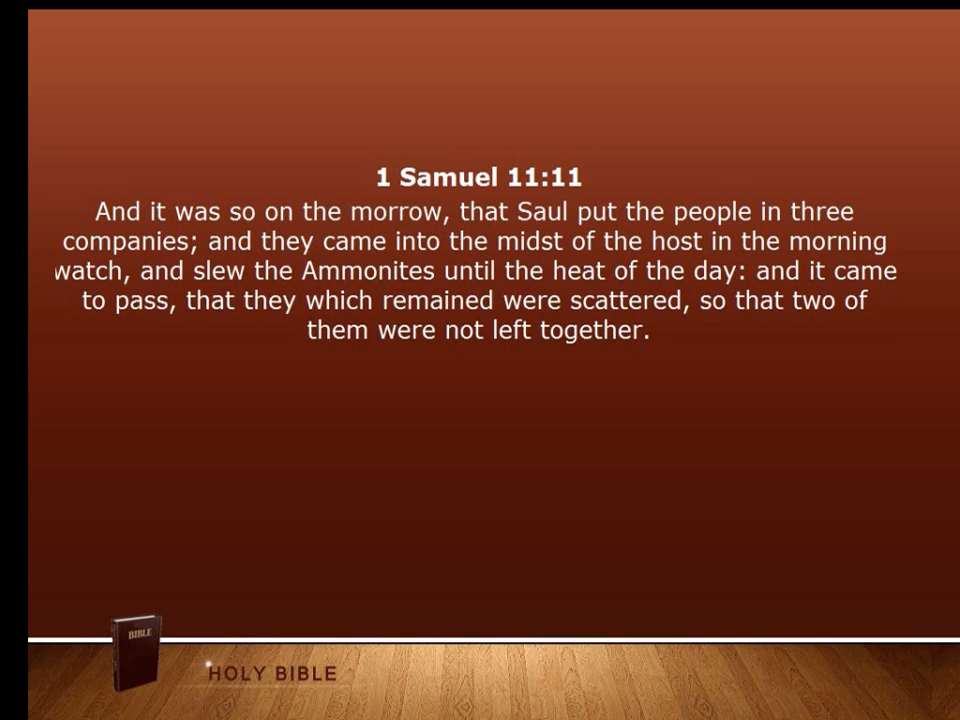 1 Samuel 11:11
And it was so on the morrow, that Saul put the people in three
companies; and they came into the midst of the host in the morning
watch, and slew the Ammonites until the heat of the day: and it came
to pass, that they which remained were scattered, so that two of
them were not left together.
BIBLE
HOLY BIBLE